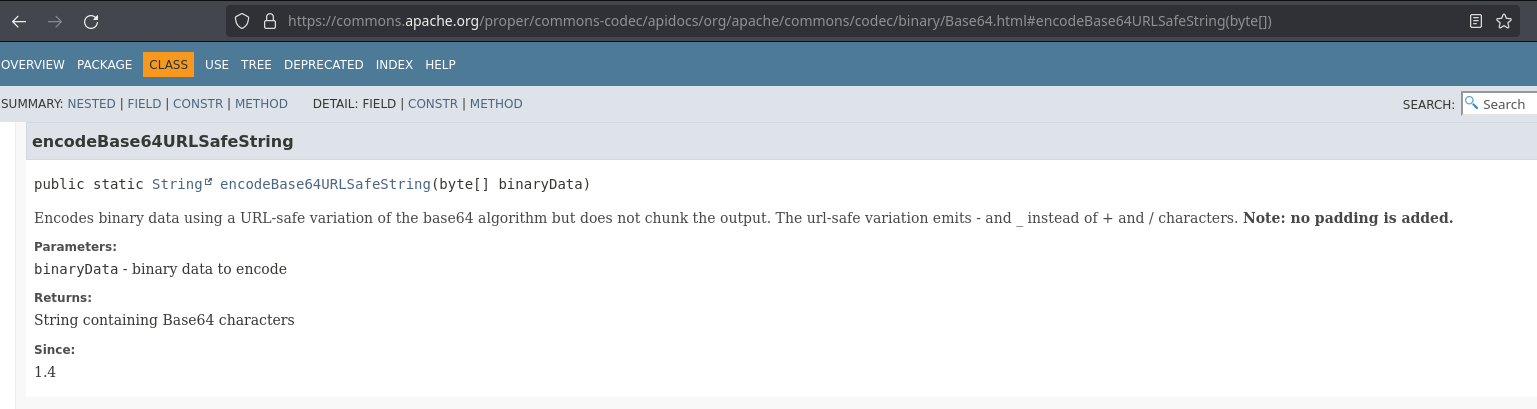 https://commons.apache.org/proper/commons-codec/apidocs/org/apache/commons/codec/binary/Base64.html#encodeBase64URLSafeString(byte[])
OVERVIEW PACKAGE CLASS USE TREE DEPRECATED INDEX HELP
SUMMARY: NESTED | FIELD | CONSTR | METHOD DETAIL: FIELD | CONSTR | METHOD SEARCH: Search
encodeBase64URLSafeString
public static String encodeBase64URLSafeString(byte[] binaryData)
Encodes binary data using a URL-safe variation of the base64 algorithm but does not chunk the output. The url-safe variation emits - and _ instead of + and / characters. Note: no padding is added.
Parameters:
binaryData - binary data to encode
Returns:
String containing Base64 characters
Since:
1.4